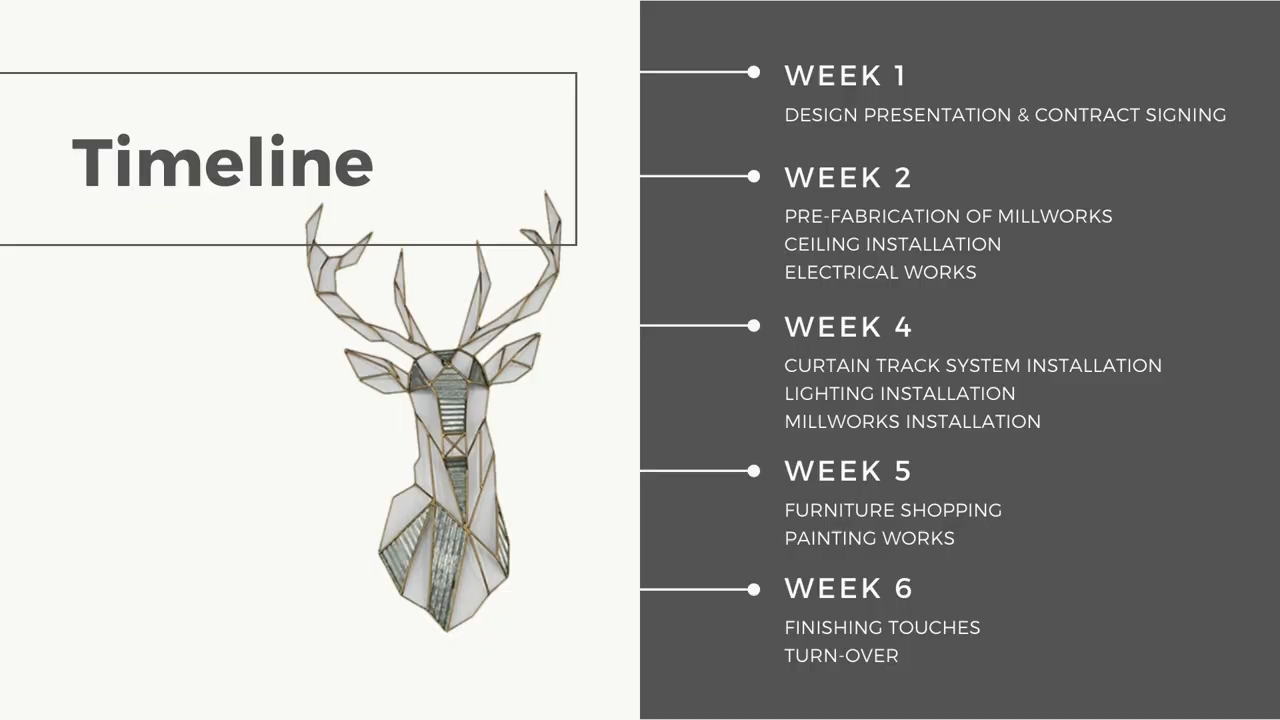 Timeline
WEEK 1
DESIGN PRESENTATION & CONTRACT SIGNING
WEEK 2
PRE-FABRICATION OF MILLWORKS
CEILING INSTALLATION
ELECTRICAL WORKS
WEEK 4
CURTAIN TRACK SYSTEM INSTALLATION
LIGHTING INSTALLATION
MILLWORKS INSTALLATION
WEEK 5
FURNITURE SHOPPING
PAINTING WORKS
WEEK 6
FINISHING TOUCHES
TURN-OVER